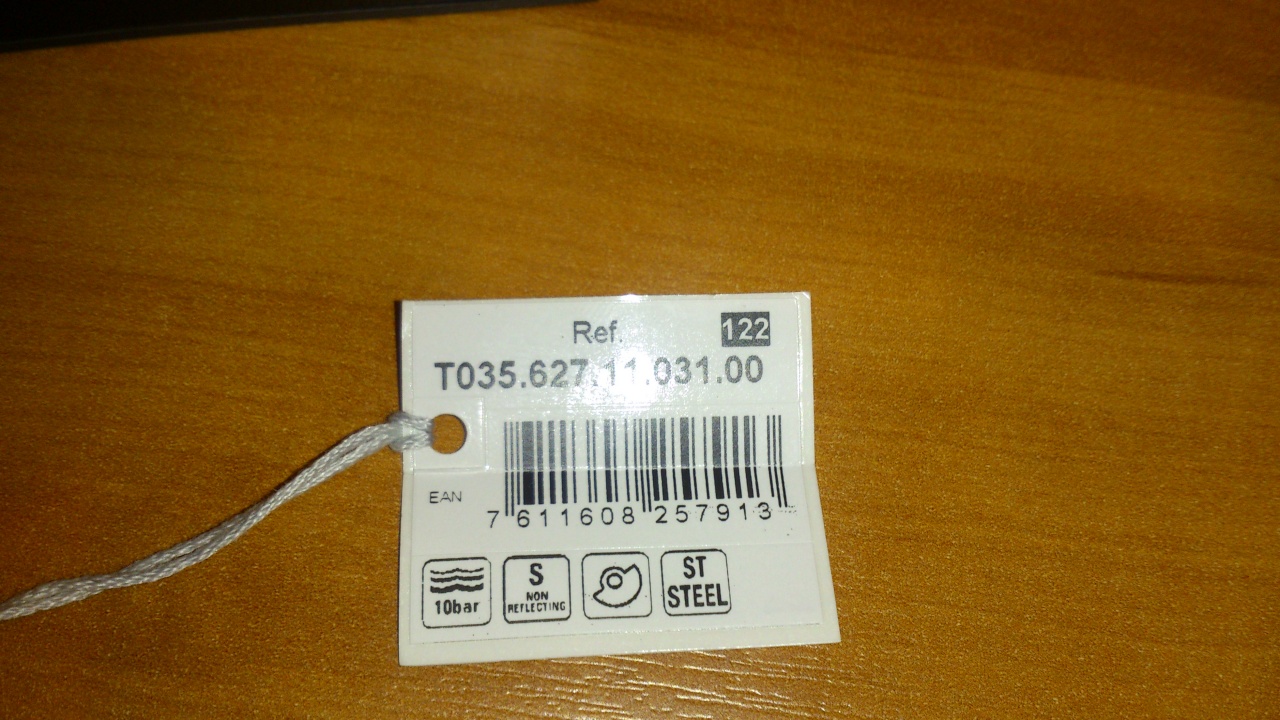 Ref. 122
T035.627.11.031.00
EAN
7 611608 257913
10bar
S
NON
REFLECTING
ST
STEEL